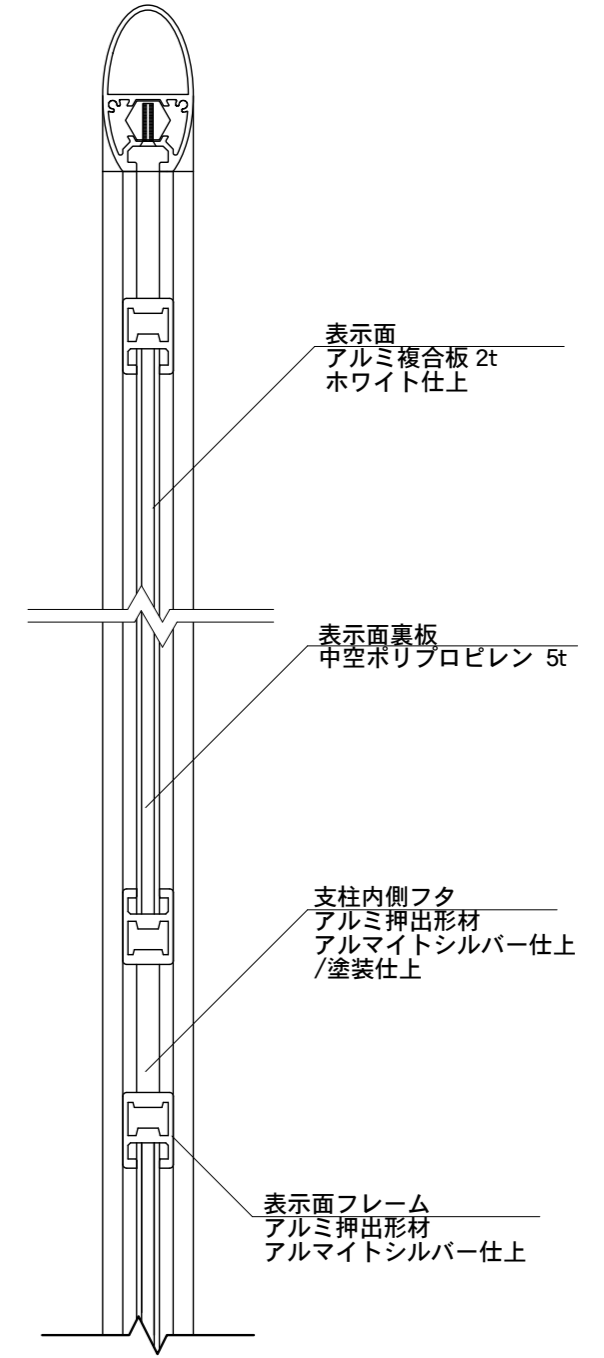 表示面
アルミ複合板 2t
ホワイト仕上
表示面裏板
中空ポリプロピレン 5t
支柱内側フタ
アルミ押出形材
アルマイトシルバー仕上
/塗装仕上
表示面フレーム
アルミ押出形材
アルマイトシルバー仕上